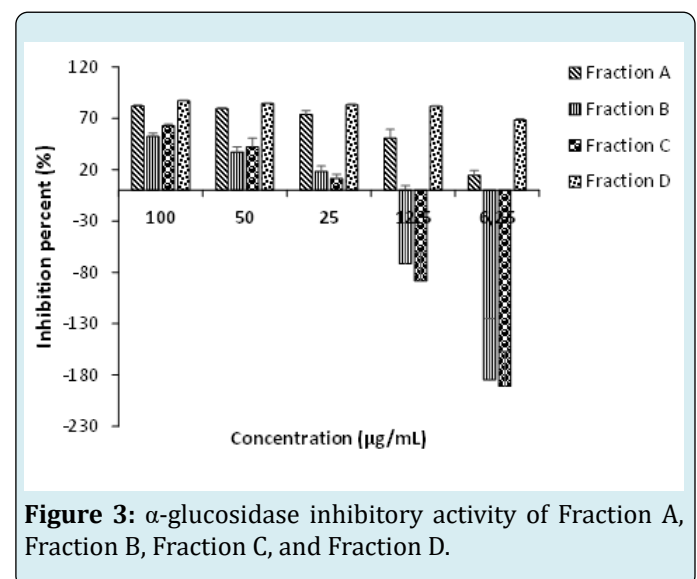 120
70
20
-30
-80
-130
-180
-230
Inhibition percent (%)
100 50 25 12,5 6,25
Concentration (µg/mL)
Fraction A
Fraction B
Fraction C
Fraction D
Figure 3: α-glucosidase inhibitory activity of Fraction A,
Fraction B, Fraction C, and Fraction D.